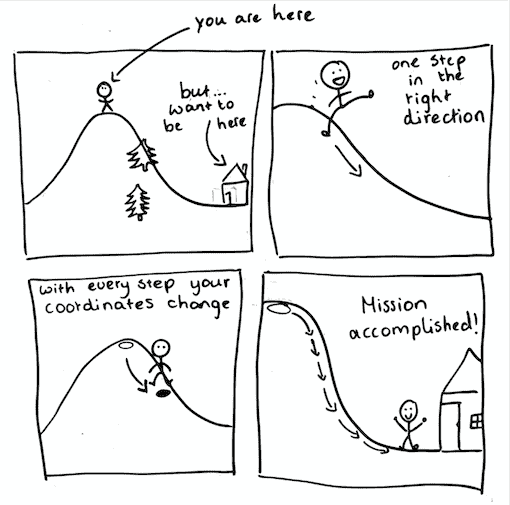 you are here
but...
want to
be here
one step
in the
right
direction
with every step your
coordinates change
Mission
accomplished!